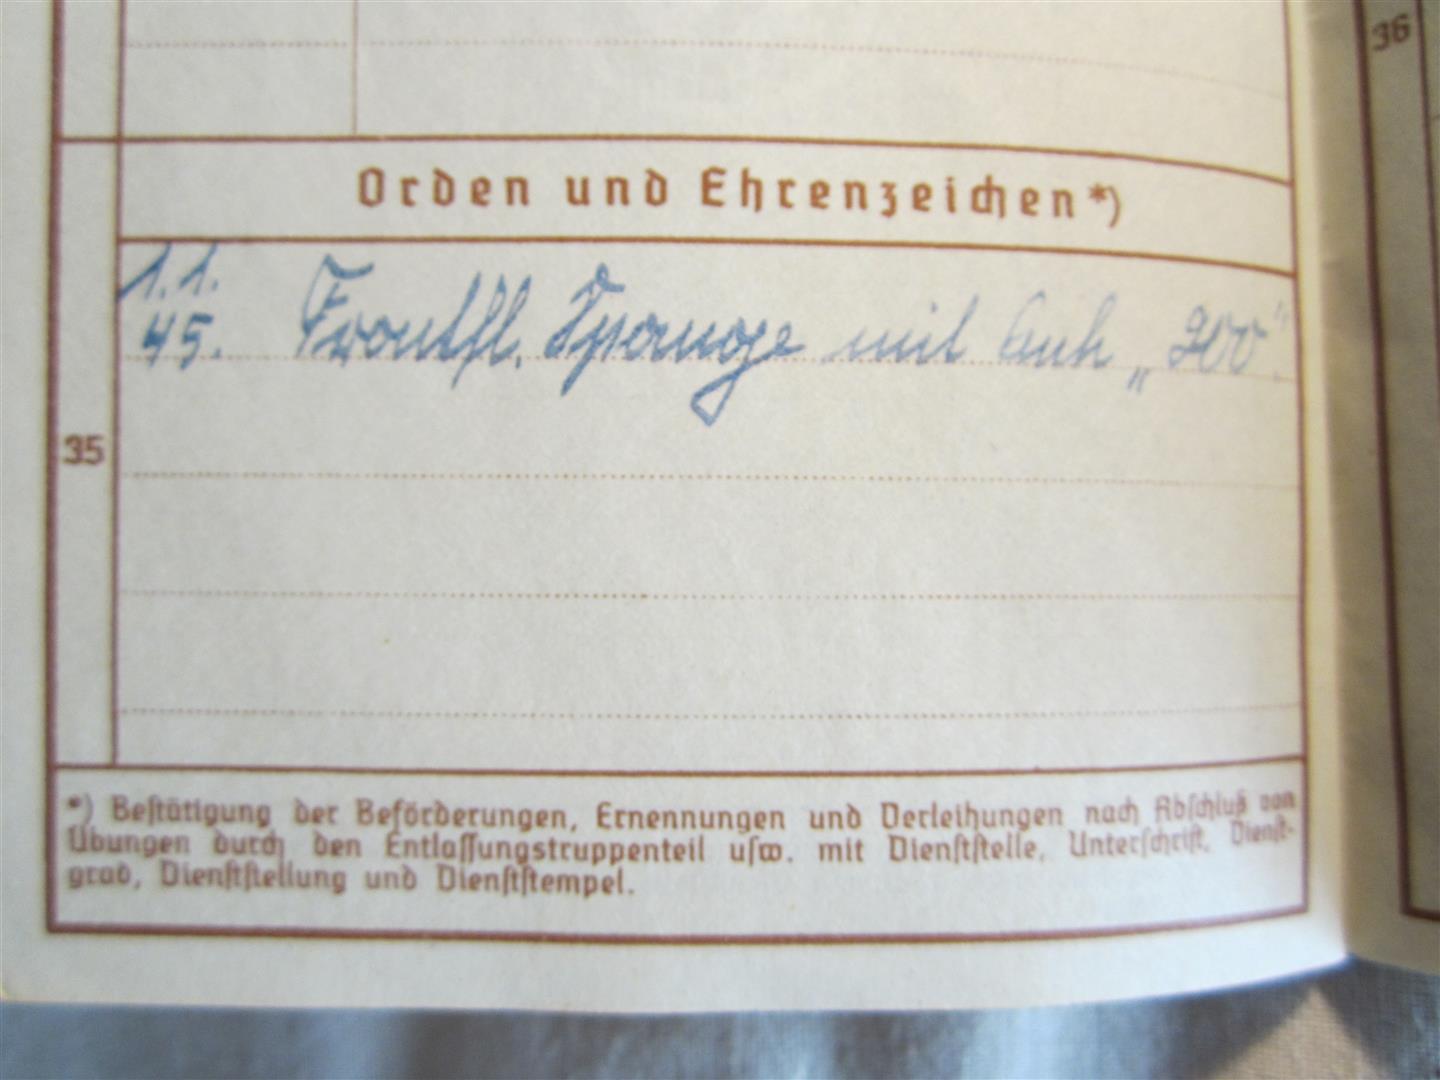 36
Orden und Ehrenzeichen*)
1.1.
45. Frontfl. Spange mit Anh „900“.
35
*) Bestätigung der Beförderungen, Ernennungen und Verleihungen nach Abschluß von
Übungen durch den Entlassungstruppenteil usw. mit Dienststelle, Unterschrift, Dienst-
grad, Dienststellung und Dienststempel.